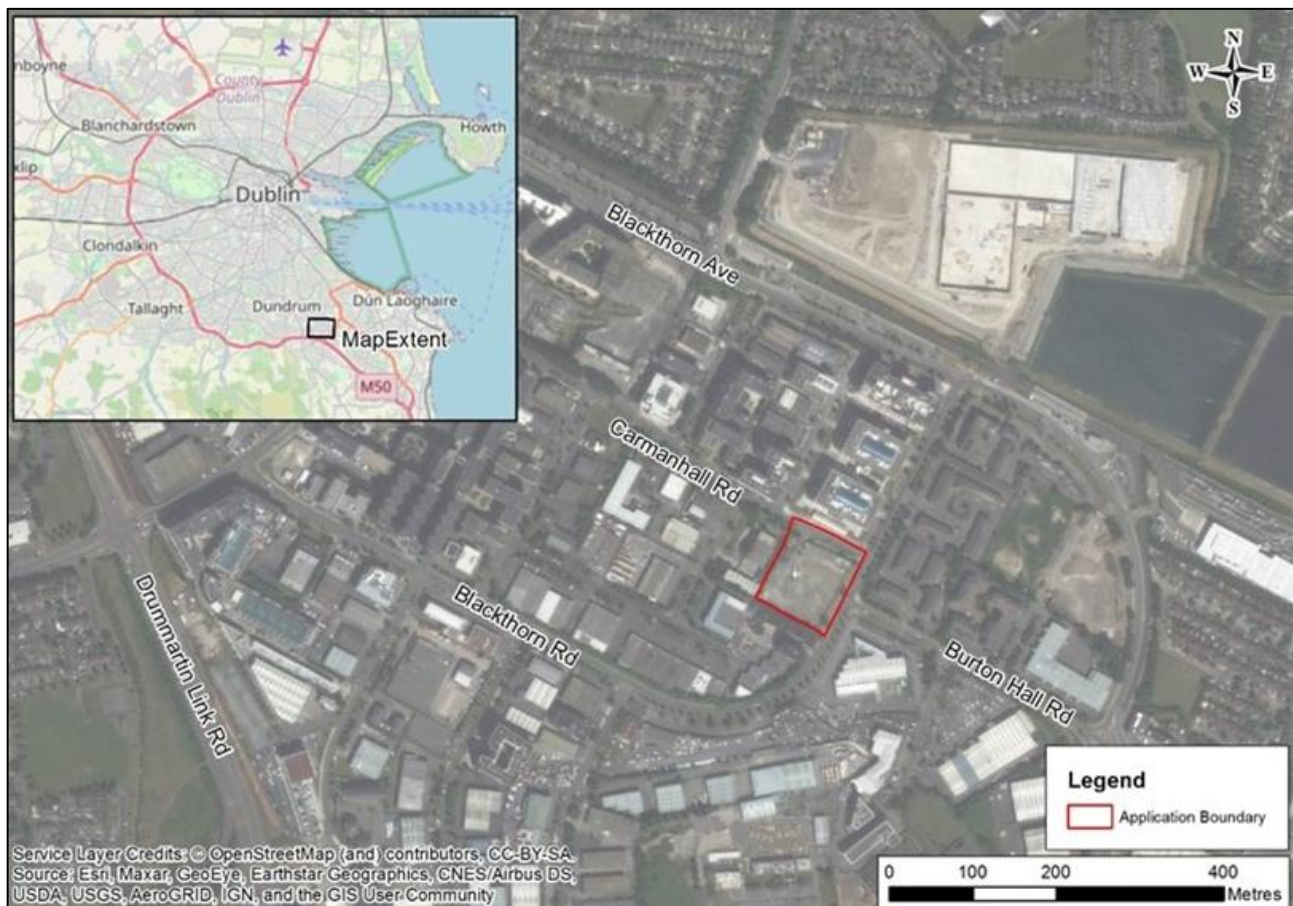 N
W E
S
nboyne
County
Dublin
Blanchardstown
Howth
xlip
Dublin
Clondalkin
Tallaght
Dundrum
Dún Laoghaire
MapExtent
M50
Blackthorn Ave
Carmanhall Rd
Blackthorn Rd
Drummartin Link Rd
Burton Hall Rd
Legend
Application Boundary
Service Layer Credits: © OpenStreetMap (and) contributors, CC-BY-SA.
Source: Esri, Maxar, GeoEye, Earthstar Geographics, CNES/Airbus DS,
USDA, USGS, AeroGRID, IGN, and the GIS User Community
0 100 200 400
Metres